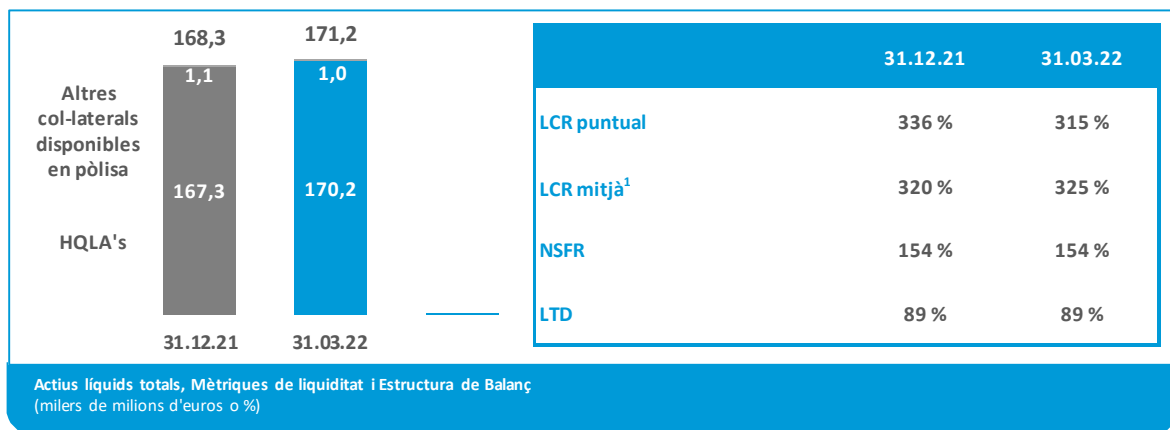 168,3
171,2
1,1
1,0
Altres
col-laterals
disponibles
en pòlisa
167,3
170,2
HQLA's
31.12.21
31.03.22
31.12.21
31.03.22
LCR puntual
336 %
315 %
LCR mitjà¹
320 %
325 %
NSFR
154 %
154 %
LTD
89 %
89 %
Actius líquids totals, Mètriques de liquiditat i Estructura de Balanç
(milers de milions d'euros o %)